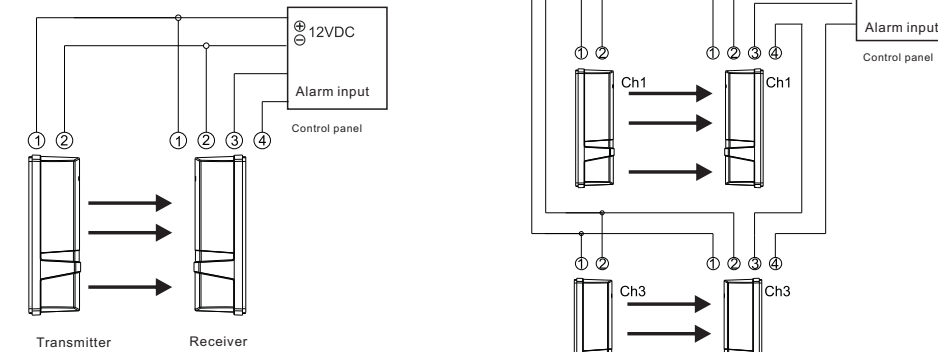 ⊕ 12VDC
⊖
Alarm input
Control panel
① ② ① ② ③ ④
Transmitter Receiver
Alarm input
Control panel
① ② ① ② ③ ④
Ch1 Ch1
① ② ① ② ③ ④
Ch3 Ch3